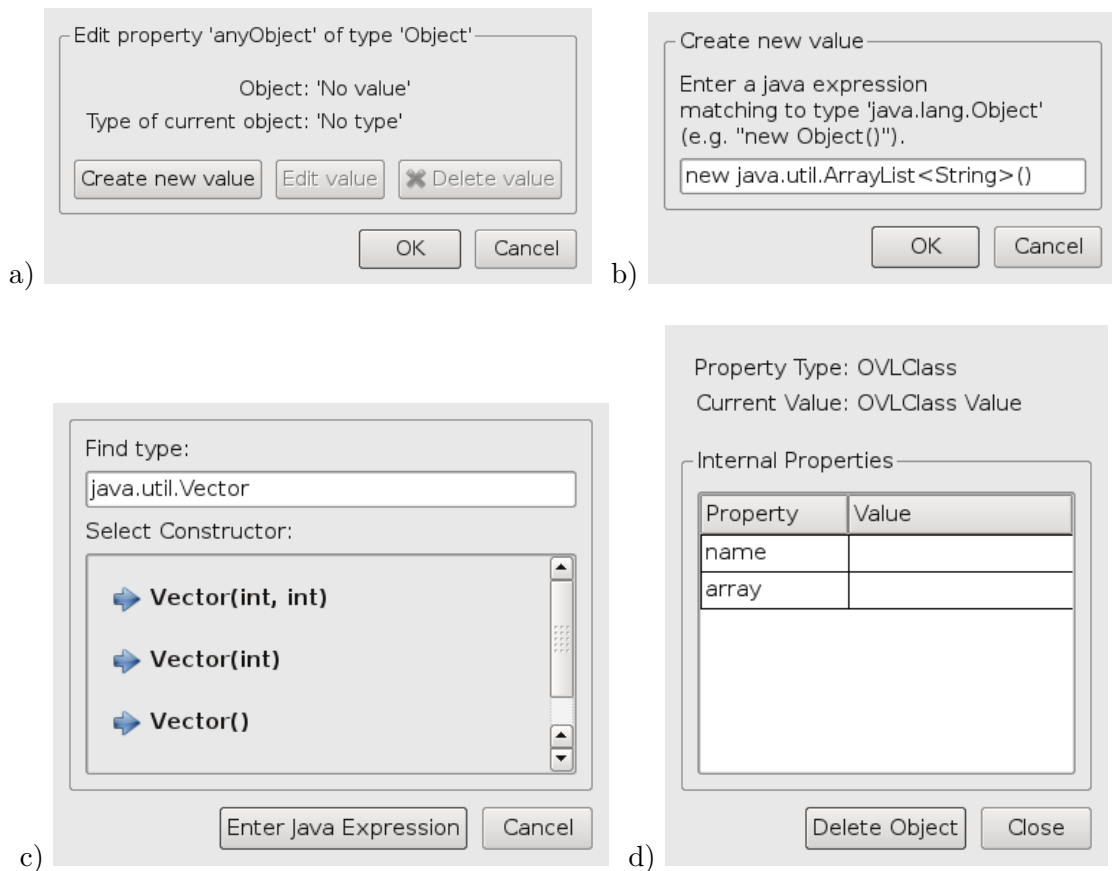 Edit property 'anyObject' of type 'Object'
Object: 'No value'
Type of current object: 'No type'
Create new value Edit value Delete value
OK Cancel
a)
Create new value
Enter a java expression
matching to type 'java.lang.Object'
(e.g. "new Object()").
new java.util.ArrayList<String>()
OK Cancel
b)
Find type:
java.util.Vector
Select Constructor:
Vector(int, int)
Vector(int)
Vector()
Enter Java Expression Cancel
c)
Property Type: OVLClass
Current Value: OVLClass Value
Internal Properties
Property Value
name
array
Delete Object Close
d)